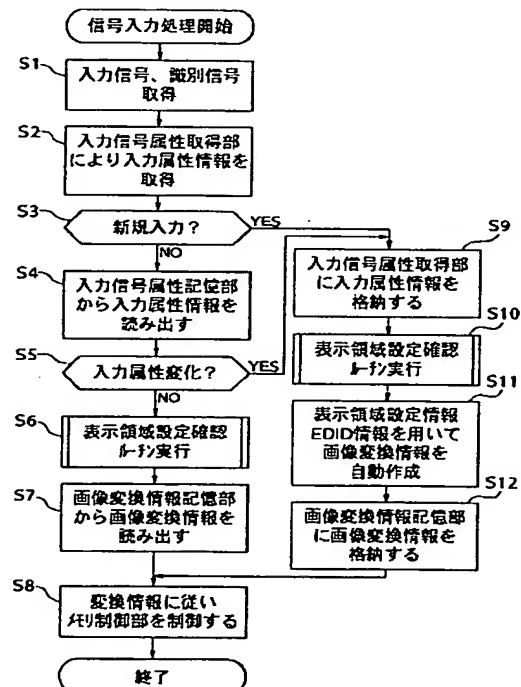 信号入力処理開始
S1
入力信号、識別信号
取得
S2
入力信号属性取得部
により入力属性情報を
取得
S3
新規入力?
YES
NO
S4
入力信号属性記憶部
から入力属性情報を
読み出す
S5
入力属性変化?
YES
NO
S6
表示領域設定確認
ルーチン実行
S7
画像変換情報記憶部
から画像変換情報を
読み出す
S8
変換情報に従い
メモリ制御部を制御する
終了
S9
入力信号属性取得部
に入力属性情報を
格納する
S10
表示領域設定確認
ルーチン実行
S11
表示領域設定情報
EDID情報を用いて
画像変換情報を
自動作成
S12
画像変換情報記憶部
に画像変換情報を
格納する